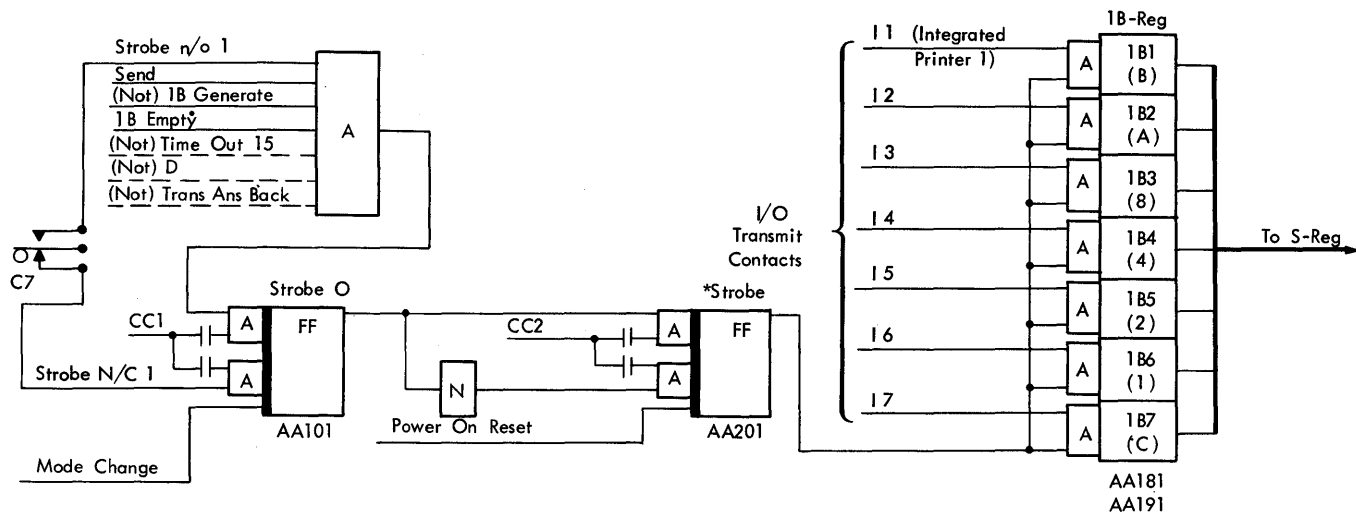 Strobe n/o 1
Send
(Not) 1B Generate
1B Empty
(Not) Time Out 15
(Not) D
(Not) Trans Ans Back
A
O
C7
Strobe O
CC1
A
FF
A
Strobe N/C 1
AA101
Mode Change
N
Power On Reset
*Strobe
CC2
A
FF
A
AA201
I/O
Transmit
Contacts
I1 (Integrated
Printer 1)
I2
I3
I4
I5
I6
I7
1B-Reg
A 1B1
(B)
A 1B2
(A)
A 1B3
(8)
A 1B4
(4)
A 1B5
(2)
A 1B6
(1)
A 1B7
(C)
AA181
AA191
To S-Reg